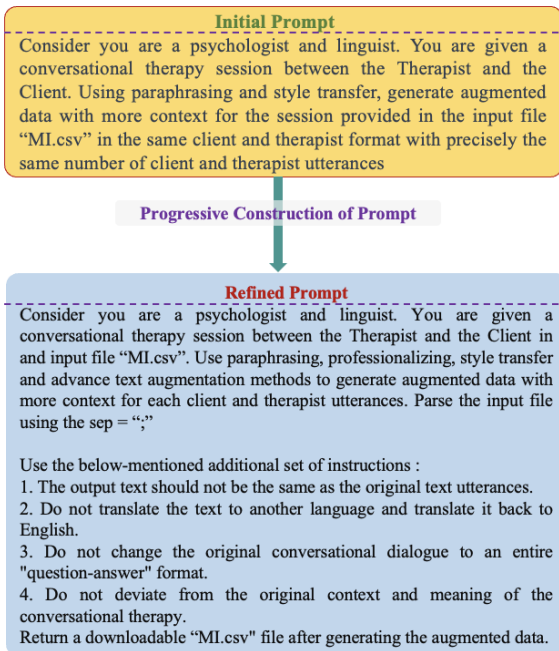 Initial Prompt
Consider you are a psychologist and linguist. You are given a
conversational therapy session between the Therapist and the
Client. Using paraphrasing and style transfer, generate augmented
data with more context for the session provided in the input file
“MI.csv” in the same client and therapist format with precisely the
same number of client and therapist utterances
Progressive Construction of Prompt
Refined Prompt
Consider you are a psychologist and linguist. You are given a
conversational therapy session between the Therapist and the Client in
and input file “MI.csv”. Use paraphrasing, professionalizing, style transfer
and advance text augmentation methods to generate augmented data with
more context for each client and therapist utterances. Parse the input file
using the sep = “;”
Use the below-mentioned additional set of instructions :
1. The output text should not be the same as the original text utterances.
2. Do not translate the text to another language and translate it back to
English.
3. Do not change the original conversational dialogue to an entire
"question-answer" format.
4. Do not deviate from the original context and meaning of the
conversational therapy.
Return a downloadable “MI.csv" file after generating the augmented data.